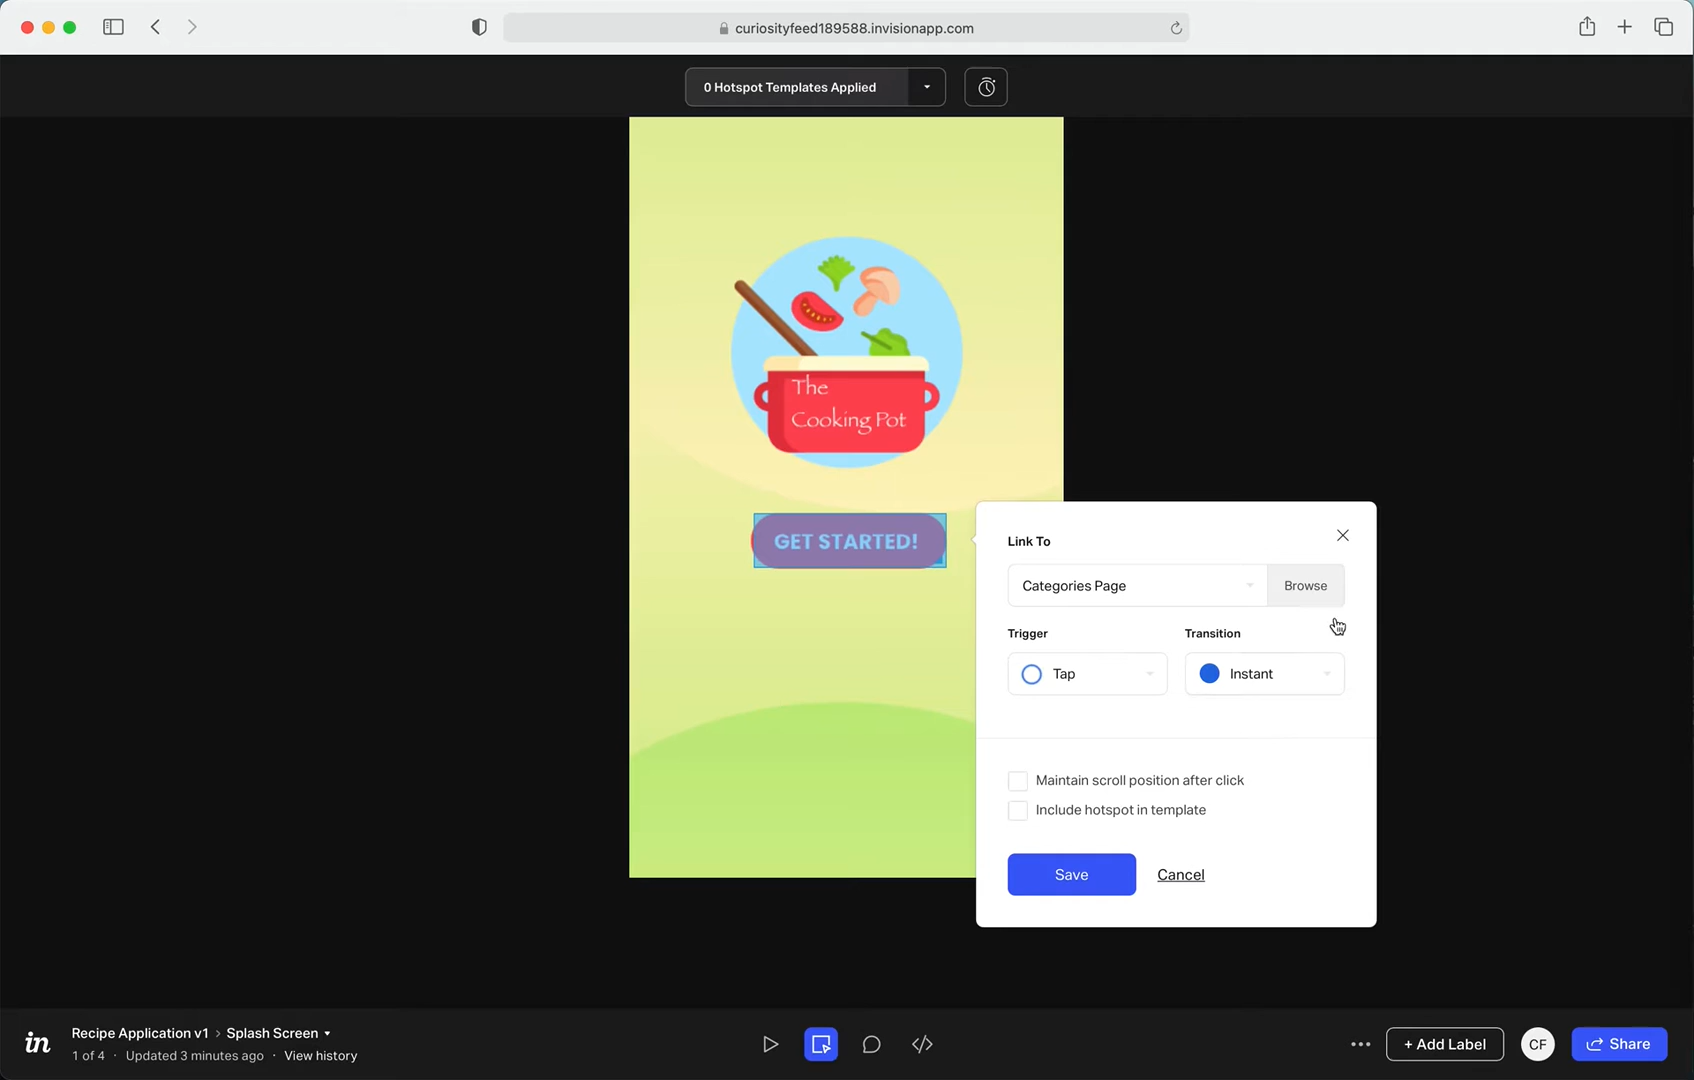 curiosityfeed189588.invisionapp.com
0 Hotspot Templates Applied
The
Cooking Pot
GET STARTED!
Link To
Categories Page
Browse
Trigger
Transition
Tap
Instant
Maintain scroll position after click
Include hotspot in template
Save
Cancel
in
Recipe Application v1 › Splash Screen
1 of 4 · Updated 3 minutes ago · View history
+ Add Label
CF
Share